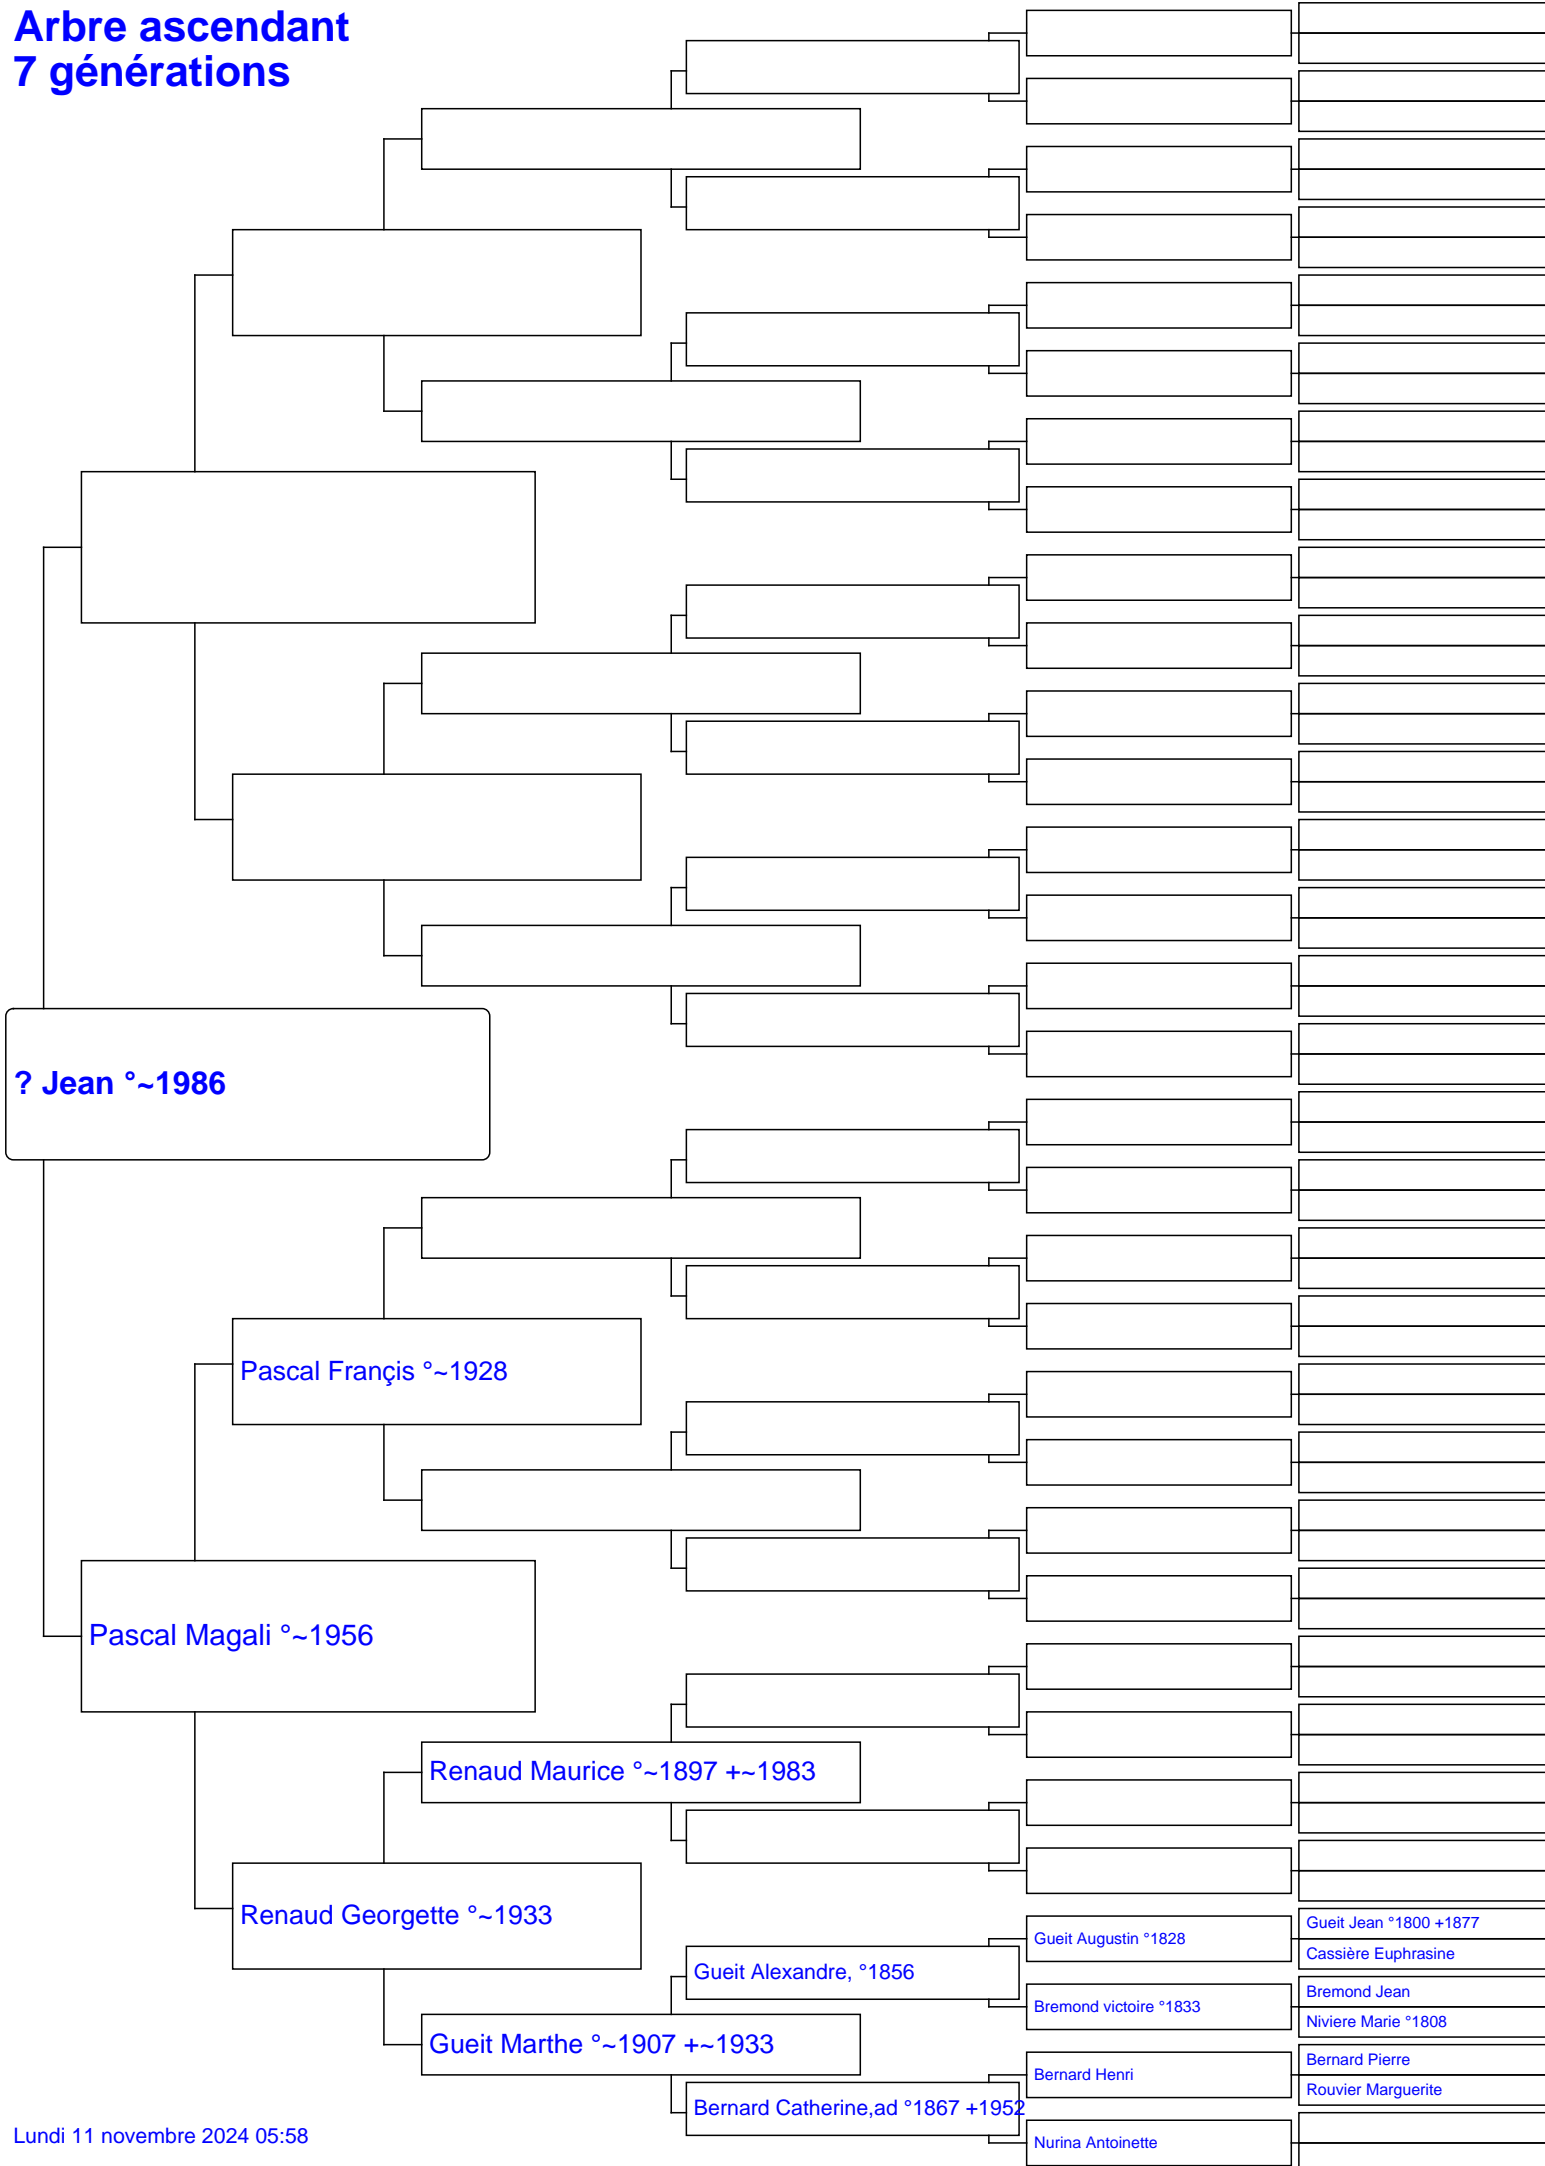 Arbre ascendant
7 générations
? Jean °~1986
Pascal Françis °~1928
Pascal Magali °~1956
Renaud Maurice °~1897 +~1983
Renaud Georgette °~1933
Gueit Jean °1800 +1877
Gueit Augustin °1828
Cassière Euphrasine
Gueit Alexandre, °1856
Bremond Jean
Bremond victoire °1833
Niviere Marie °1808
Gueit Marthe °~1907 +~1933
Bernard Pierre
Bernard Henri
Rouvier Marguerite
Bernard Catherine,ad °1867 +1952
Nurina Antoinette
Lundi 11 novembre 2024 05:58